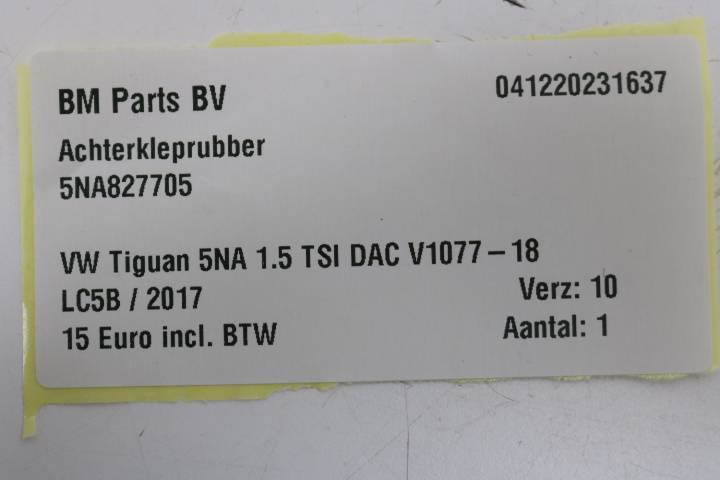 BM Parts BV 041220231637
Achterkleprubber
5NA827705
VW Tiguan 5NA 1.5 TSI DAC V1077-18
LC5B / 2017 Verz: 10
15 Euro incl. BTW Aantal: 1